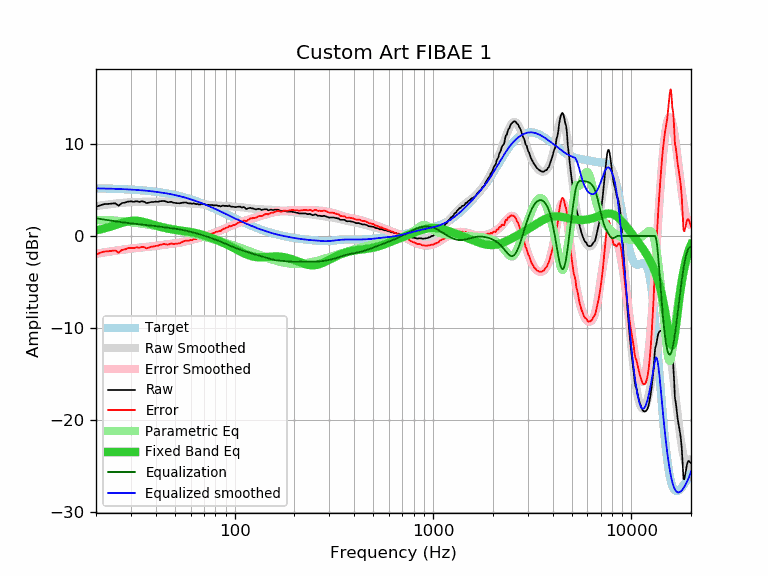 Custom Art FIBAE 1
Amplitude (dBr)
10
0
−10
−20
−30
Target
Raw Smoothed
Error Smoothed
Raw
Error
Parametric Eq
Fixed Band Eq
Equalization
Equalized smoothed
100
1000
10000
Frequency (Hz)